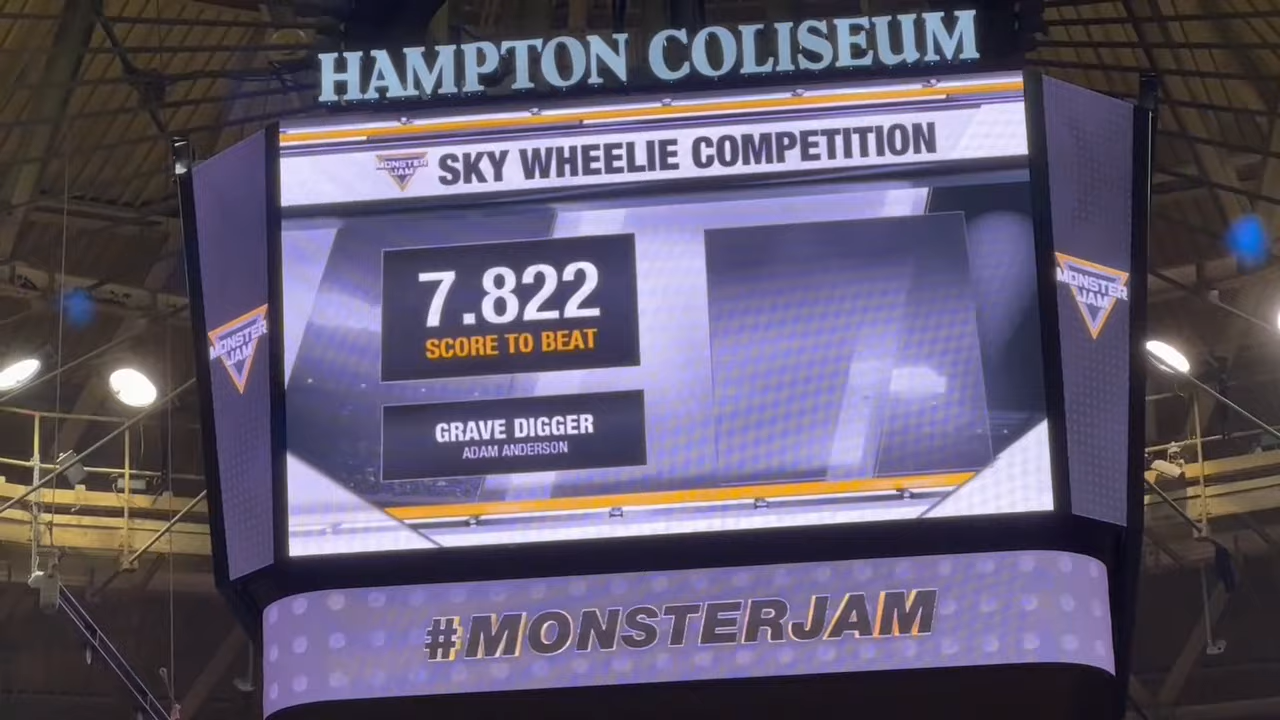 HAMPTON COLISEUM
MONSTER
JAM
SKY WHEELIE COMPETITION
7.822
SCORE TO BEAT
GRAVE DIGGER
ADAM ANDERSON
MONSTER
JAM
MONSTER
JAM
#MONSTERJAM